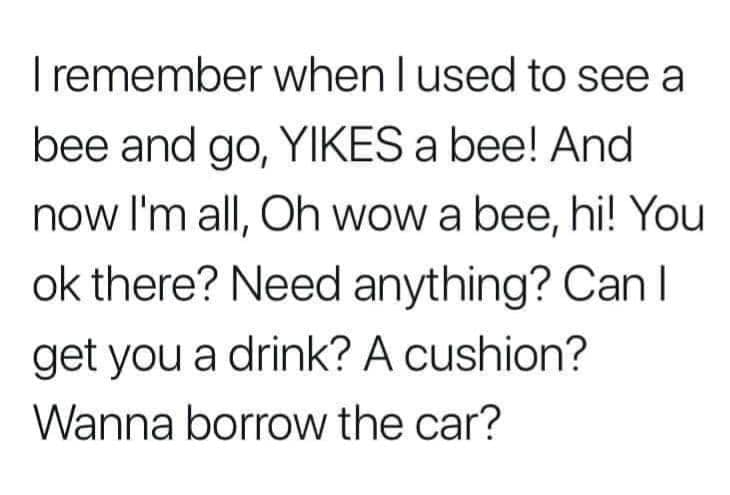 I remember when I used to see a
bee and go, YIKES a bee! And
now I'm all, Oh wow a bee, hi! You
ok there? Need anything? Can I
get you a drink? A cushion?
Wanna borrow the car?